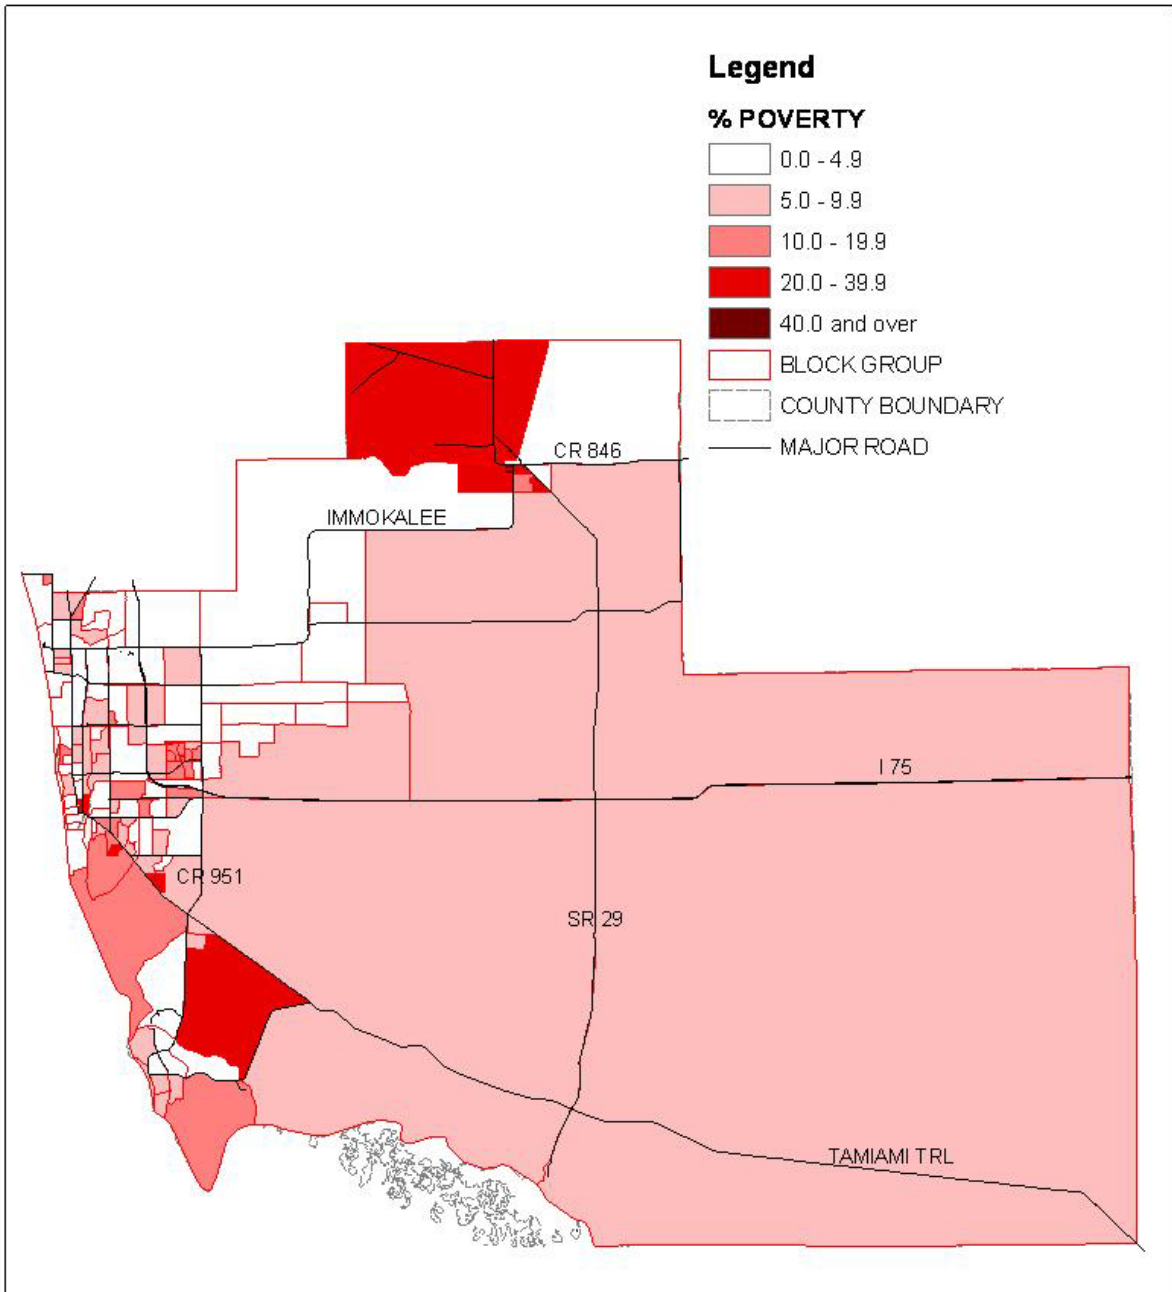 Legend
% POVERTY
0.0 - 4.9
5.0 - 9.9
10.0 - 19.9
20.0 - 39.9
40.0 and over
BLOCK GROUP
COUNTY BOUNDARY
MAJOR ROAD
CR 846
IMMOKALEE
I 75
CR 951
SR 29
TAMIAMI TRL